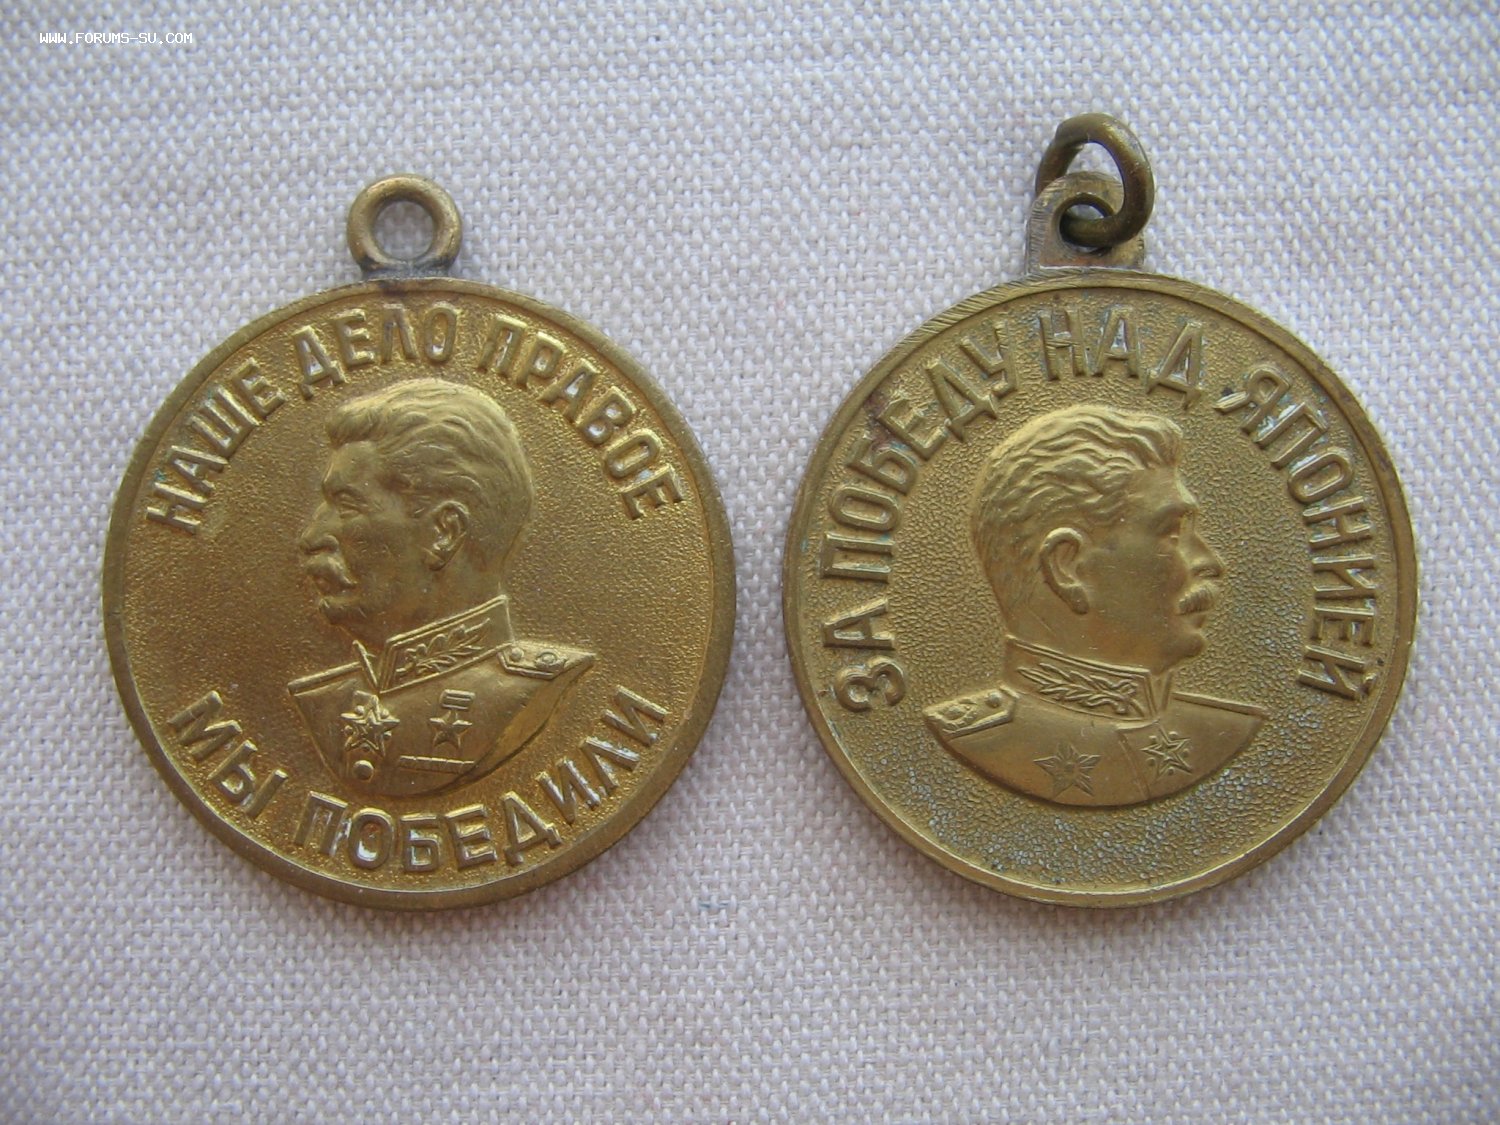 www.forums-su.com
НАШЕ ДЕЛО ПРАВОЕ
МЫ ПОБЕДИЛИ
ЗА ПОБЕДУ НАД ЯПОНИЕЙ